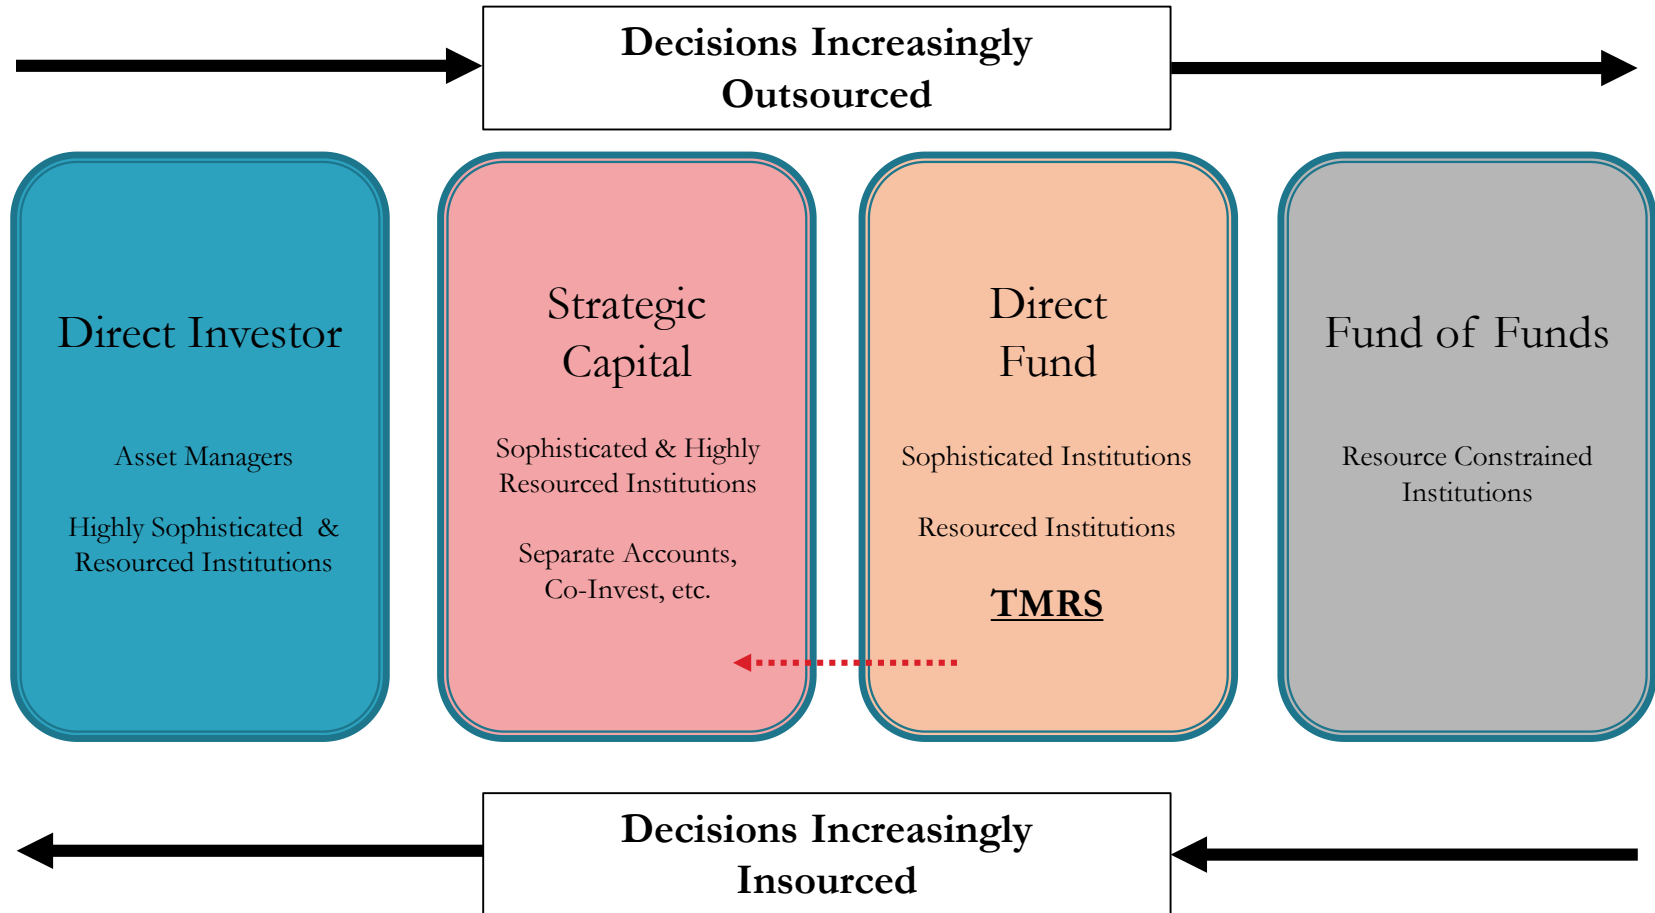 Decisions Increasingly
Outsourced
Direct Investor
Asset Managers
Highly Sophisticated &
Resourced Institutions
Strategic
Capital
Sophisticated & Highly
Resourced Institutions
Separate Accounts,
Co-Invest, etc.
Direct
Fund
Sophisticated Institutions
Resourced Institutions
TMRS
Fund of Funds
Resource Constrained
Institutions
Decisions Increasingly
Insourced